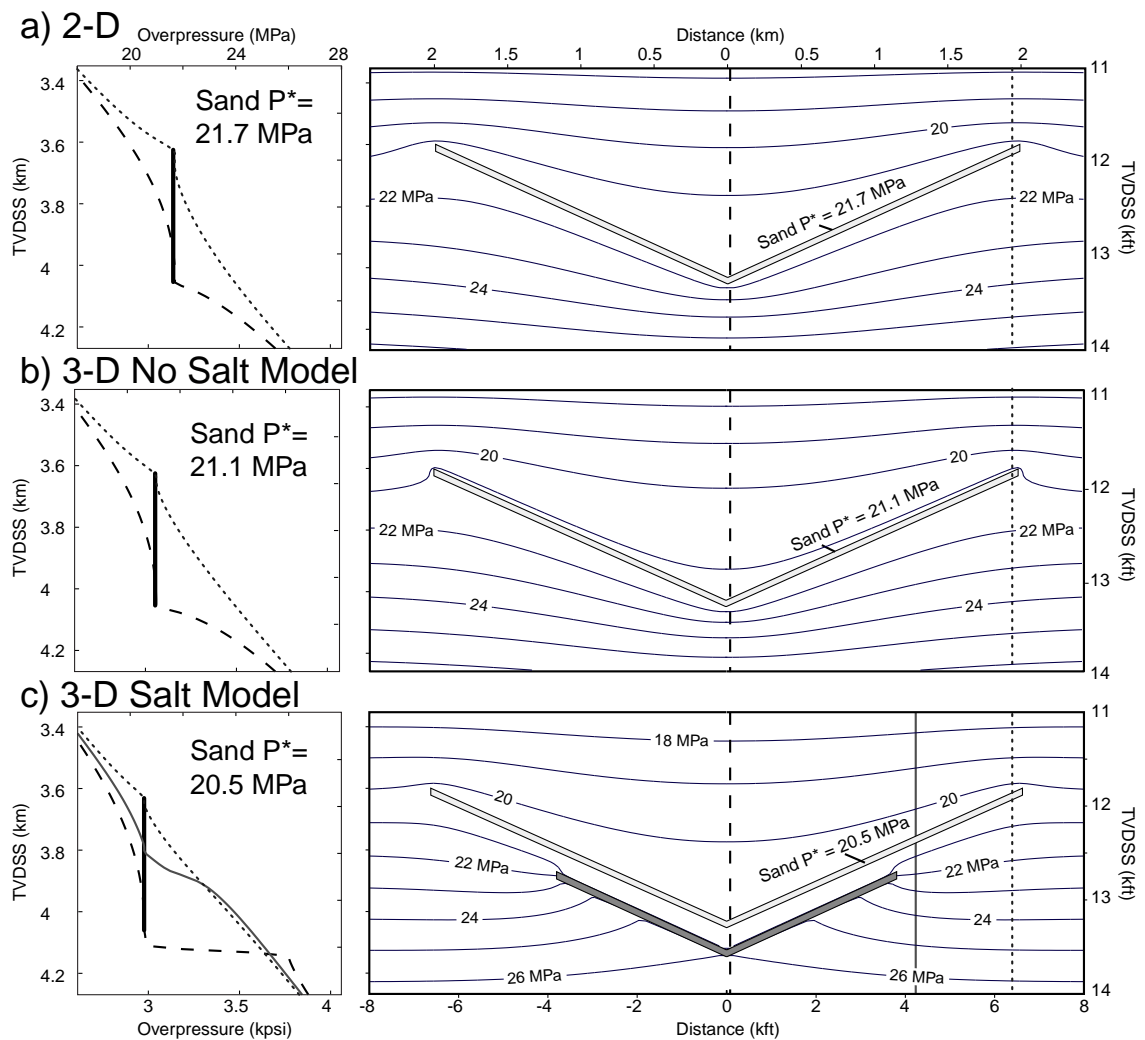 a) 2-D
Overpressure (MPa)
20 22 24 26 28
Distance (km)
2 1 1 0.5 0 0.5 1 1 2
3.4
3.6
3.8
4
4.2
TVDSS (km)
Sand P*=
21.7 MPa
20
22 MPa
Sand P* = 21.7 MPa
22 MPa
24
24
11
12
13
14
TVDSS (kft)
b) 3-D No Salt Model
3.4
3.6
3.8
4
4.2
TVDSS (km)
Sand P*=
21.1 MPa
20
20
22 MPa
Sand P* = 21.1 MPa
22 MPa
24
24
11
12
13
14
TVDSS (kft)
c) 3-D Salt Model
3.4
3.6
3.8
4
4.2
TVDSS (km)
Sand P*=
20.5 MPa
18 MPa
20
20
Sand P* = 20.5 MPa
22 MPa
22 MPa
24
24
26 MPa
26 MPa
11
12
13
14
TVDSS (kft)
3 3.5 4
Overpressure (kpsi)
-8 -6 -4 -2 0 2 4 6 8
Distance (kft)